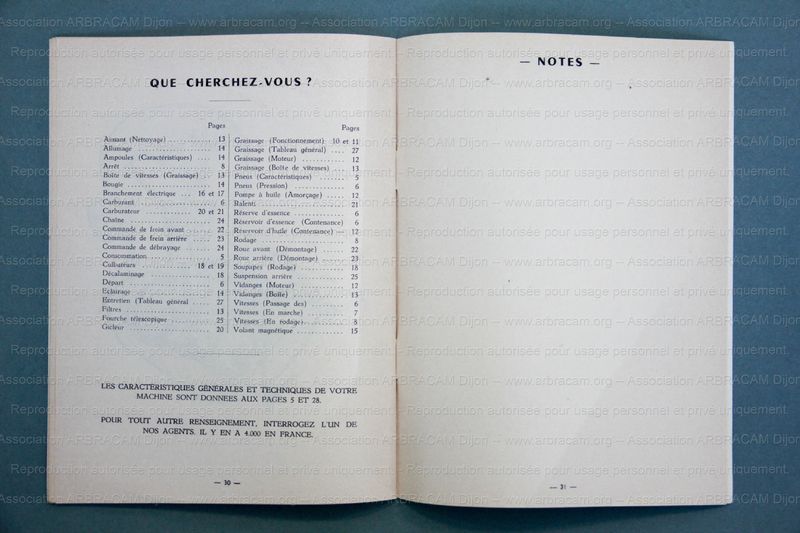 QUE CHERCHEZ-VOUS ?
Pages
Aimant (Nettoyage) ........... 13
Allumage .................... 14
Ampoules (Caractéristiques) .... 14
Arrêt ....................... 8
Boîte de vitesses (Graissage) .. 13
Bougie ...................... 14
Branchement électrique ... 16 et 17
Carburant ................... 6
Carburateur ............ 20 et 21
Chaîne ...................... 24
Commande de frein avant ...... 22
Commande de frein arrière ..... 23
Commande de débrayage ...... 24
Consommation ................ 5
Culbuteurs ............. 18 et 19
Décalaminage ................ 18
Départ ...................... 6
Eclairage ................... 14
Entretien (Tableau général ..... 27
Filtres ..................... 13
Fourche télescopique .......... 25
Gicleur ..................... 20
Pages
Graissage (Fonctionnement) 10 et 11
Graissage (Tableau général) .... 27
Graissage (Moteur) ........... 12
Graissage (Boîte de vitesses) .. 13
Pneus (Caractéristiques) ....... 5
Pneus (Pression) ............. 6
Pompe à huile (Amorçage) ..... 12
Ralenti ..................... 21
Réserve d'essence ............ 6
Réservoir d'essence (Contenance) 6
Réservoir d'huile (Contenance) — 12
Rodage ..................... 8
Roue avant (Démontage) ...... 22
Roue arrière (Démontage) ..... 23
Soupapes (Rodage) ........... 18
Suspension arrière ........... 25
Vidanges (Moteur) ........... 12
Vidanges (Boîte) ............. 13
Vitesses (Passage des) ........ 6
Vitesses (En marche) ......... 7
Vitesses (En rodage) .......... 8
Volant magnétique ........... 15
LES CARACTÉRISTIQUES GÉNÉRALES ET TECHNIQUES DE VOTRE
MACHINE SONT DONNEES AUX PAGES 5 ET 28.
POUR TOUT AUTRE RENSEIGNEMENT, INTERROGEZ L'UN DE
NOS AGENTS. IL Y EN A 4.000 EN FRANCE.
— 30 —
— NOTES —
— 31 —
Association ARBRACAM Dijon -- www.arbracam.org -- Association ARBRACAM Dijon
Reproduction autorisée pour usage personnel et privé uniquement.